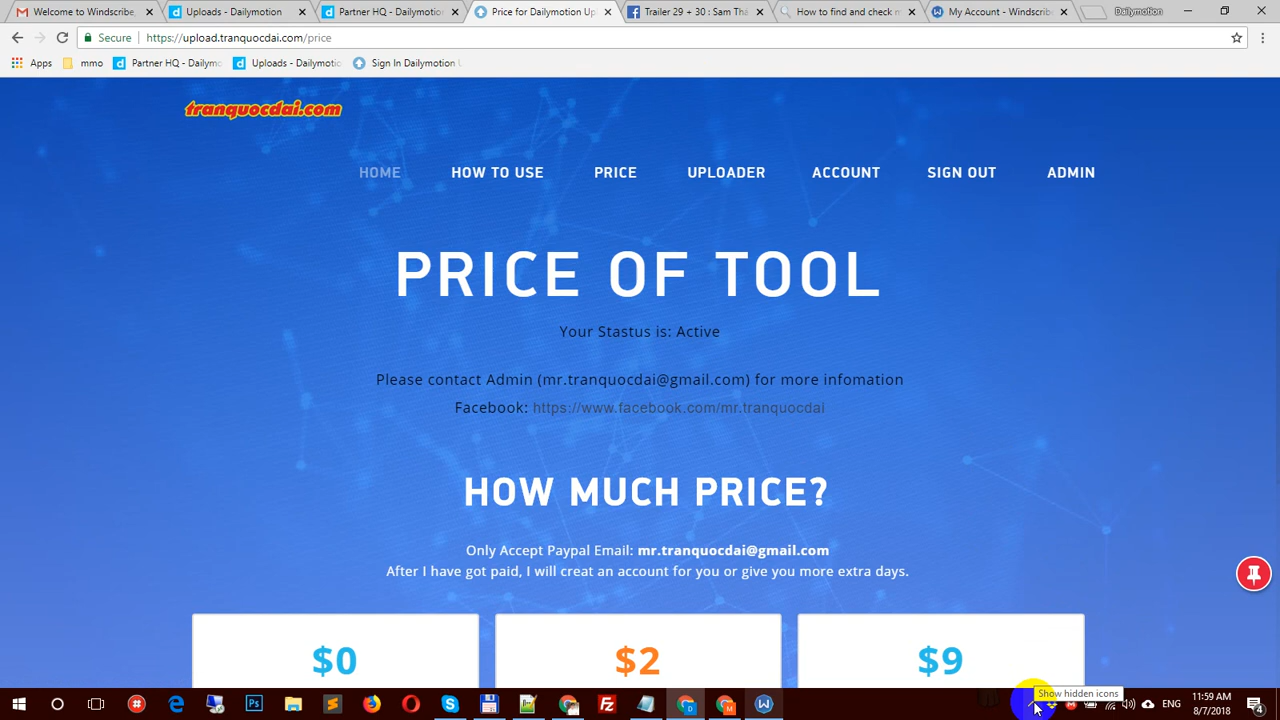 Welcome to Windscribe,
Uploads - Dailymotion
Partner HQ - Dailymotion
Price for Dailymotion Up
Trailer 29 + 30 : Sam Thá
How to find and check m
My Account - Windscribe
Dailymotion
Secure
https://upload.tranquocdai.com/price
Apps
mmo
Partner HQ - Dailymo
Uploads - Dailymotio
Sign In Dailymotion U
tranquocdai.com
HOME
HOW TO USE
PRICE
UPLOADER
ACCOUNT
SIGN OUT
ADMIN
PRICE OF TOOL
Your Stastus is: Active
Please contact Admin (mr.tranquocdai@gmail.com) for more infomation
Facebook: https://www.facebook.com/mr.tranquocdai
HOW MUCH PRICE?
Only Accept Paypal Email: mr.tranquocdai@gmail.com
After I have got paid, I will creat an account for you or give you more extra days.
$0
$2
$9
Show hidden icons
ENG
11:59 AM
8/7/2018
4